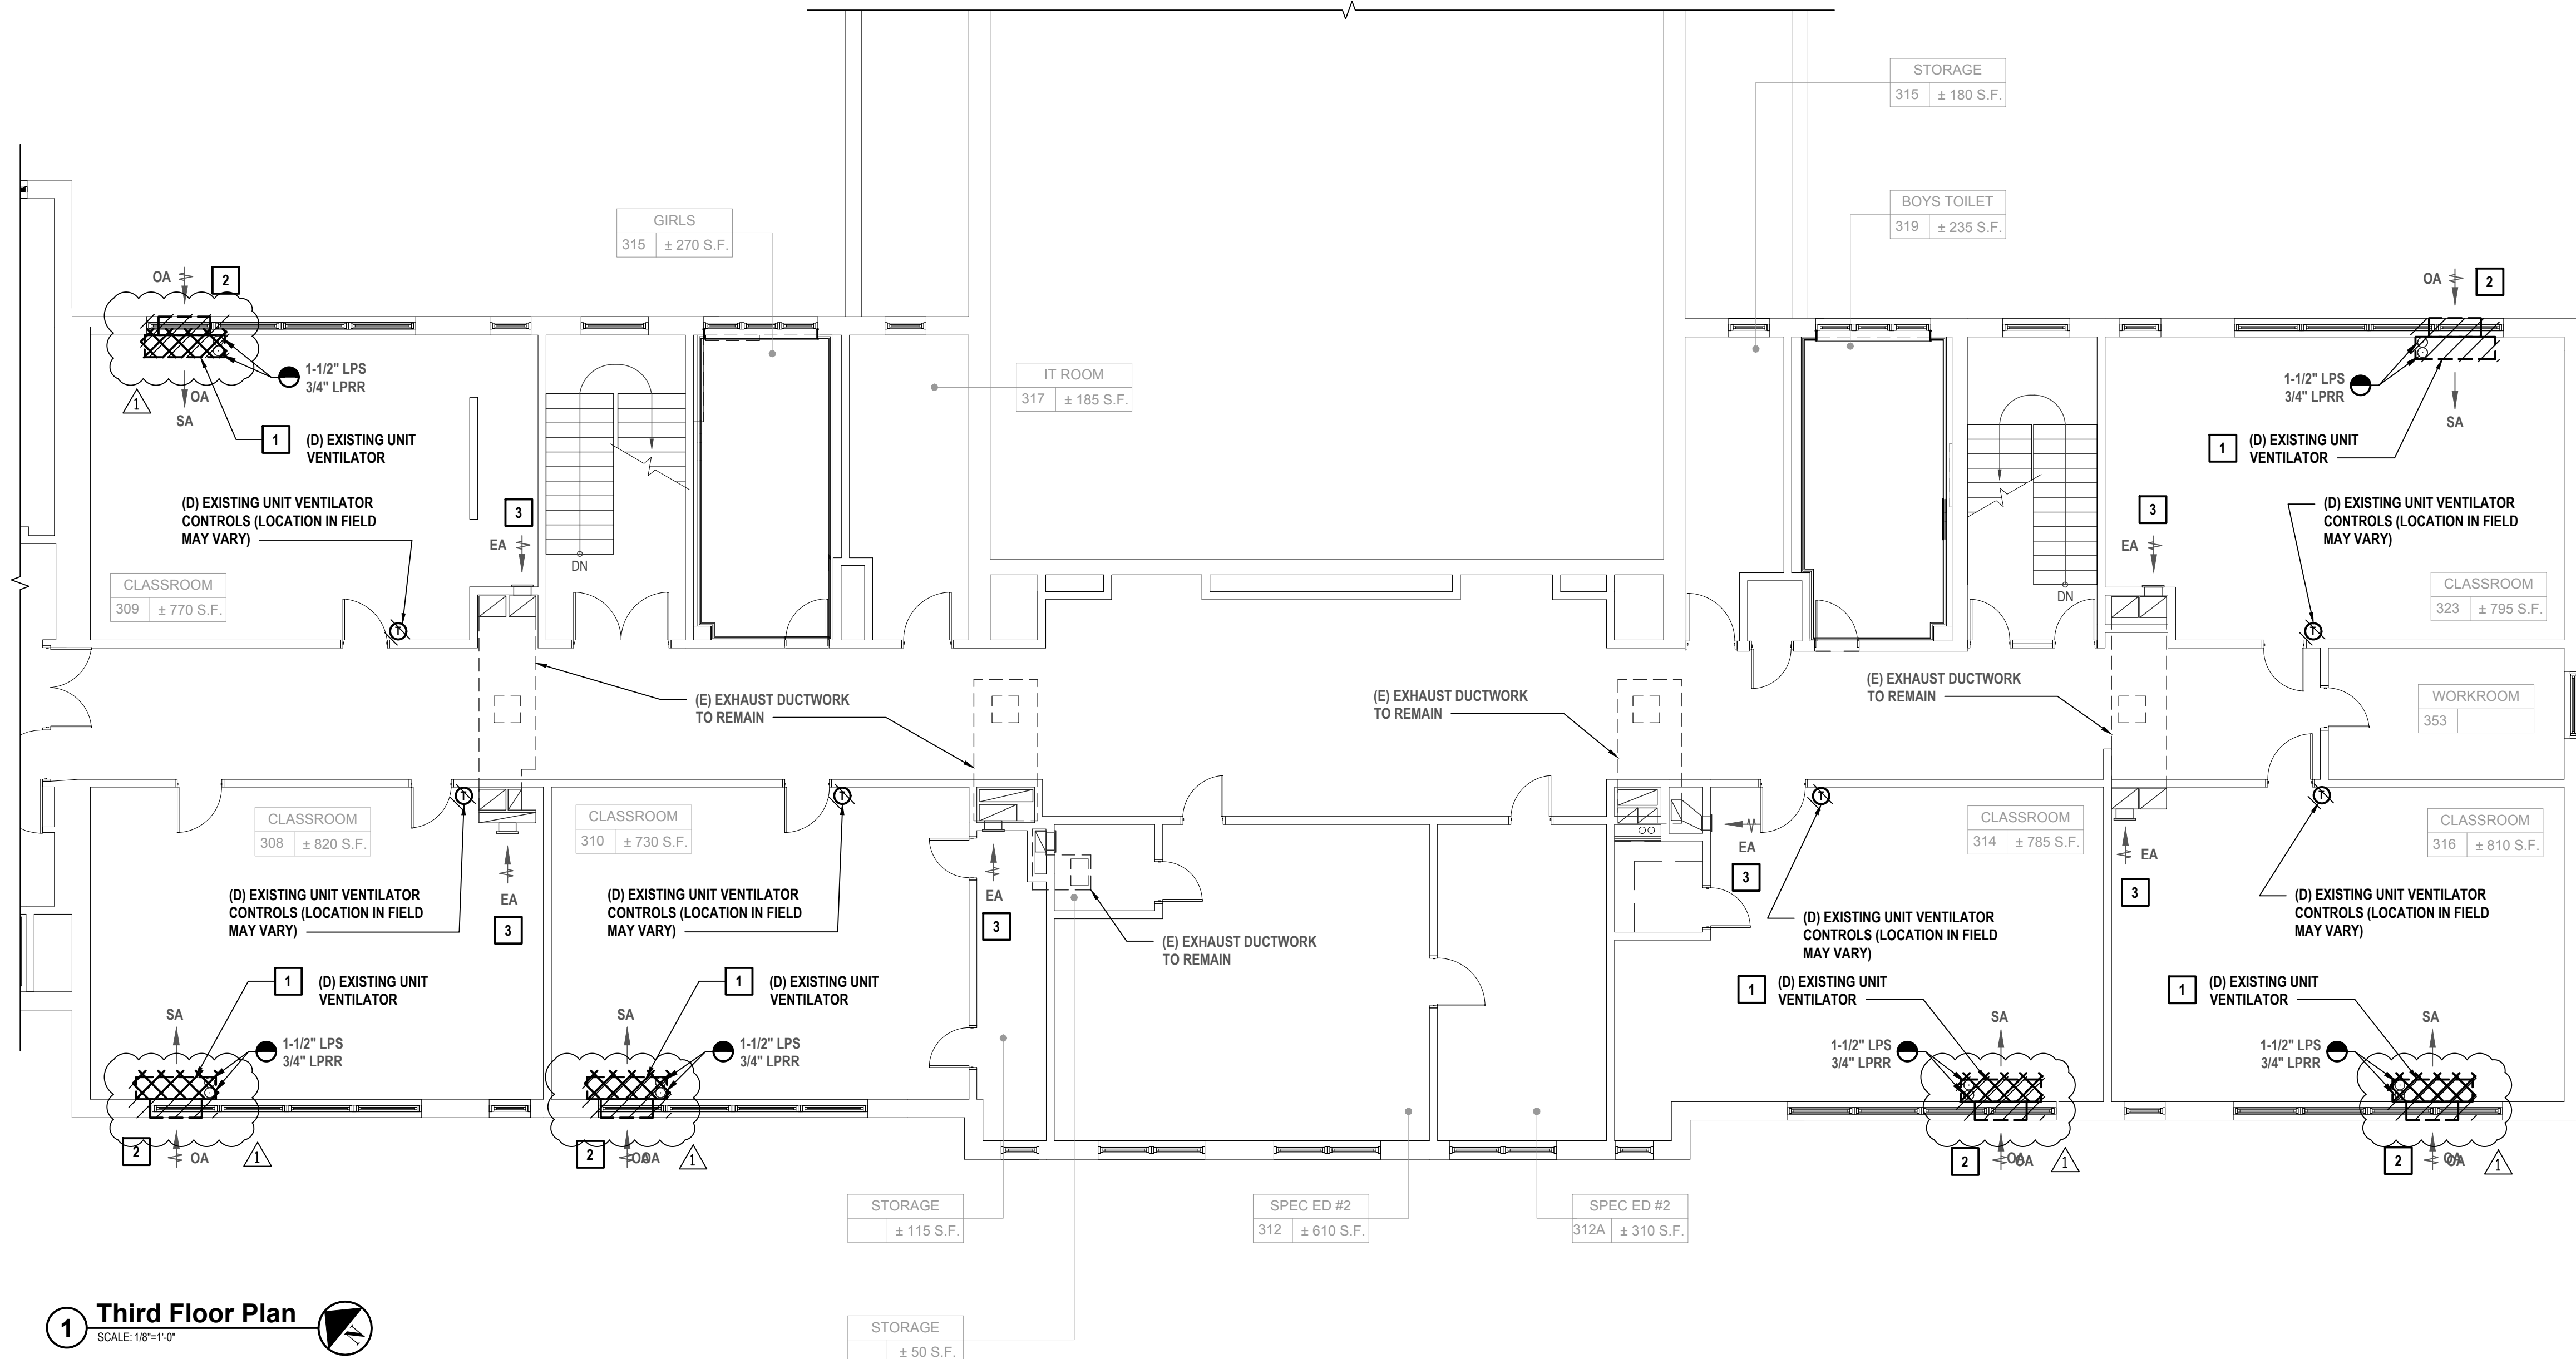 STORAGE
315 ± 180 S.F.
BOYS TOILET
319 ± 235 S.F.
GIRLS
315 ± 270 S.F.
IT ROOM
317 ± 185 S.F.
OA 2
1-1/2" LPS
3/4" LPRR
OA
SA
1
1 (D) EXISTING UNIT
VENTILATOR
(D) EXISTING UNIT VENTILATOR
CONTROLS (LOCATION IN FIELD
MAY VARY)
3
EA
CLASSROOM
309 ± 770 S.F.
T
DN
OA 2
1-1/2" LPS
3/4" LPRR
SA
1 (D) EXISTING UNIT
VENTILATOR
(D) EXISTING UNIT VENTILATOR
CONTROLS (LOCATION IN FIELD
MAY VARY)
3
EA
CLASSROOM
323 ± 795 S.F.
T
DN
(E) EXHAUST DUCTWORK
TO REMAIN
(E) EXHAUST DUCTWORK
TO REMAIN
(E) EXHAUST DUCTWORK
TO REMAIN
WORKROOM
353
T
CLASSROOM
308 ± 820 S.F.
(D) EXISTING UNIT VENTILATOR
CONTROLS (LOCATION IN FIELD
MAY VARY)
EA
3
1 (D) EXISTING UNIT
VENTILATOR
SA
1-1/2" LPS
3/4" LPRR
2 OA 1
T
CLASSROOM
310 ± 730 S.F.
(D) EXISTING UNIT VENTILATOR
CONTROLS (LOCATION IN FIELD
MAY VARY)
EA
3
1 (D) EXISTING UNIT
VENTILATOR
SA
1-1/2" LPS
3/4" LPRR
2 OA OA 1
(E) EXHAUST DUCTWORK
TO REMAIN
T
EA
3
CLASSROOM
314 ± 785 S.F.
(D) EXISTING UNIT VENTILATOR
CONTROLS (LOCATION IN FIELD
MAY VARY)
1 (D) EXISTING UNIT
VENTILATOR
SA
1-1/2" LPS
3/4" LPRR
2 OA OA 1
T
CLASSROOM
316 ± 810 S.F.
EA
3
(D) EXISTING UNIT VENTILATOR
CONTROLS (LOCATION IN FIELD
MAY VARY)
1 (D) EXISTING UNIT
VENTILATOR
SA
1-1/2" LPS
3/4" LPRR
2 OA OA 1
STORAGE
± 115 S.F.
SPEC ED #2
312 ± 610 S.F.
SPEC ED #2
312A ± 310 S.F.
STORAGE
± 50 S.F.
1 Third Floor Plan N
SCALE: 1/8"=1'-0"